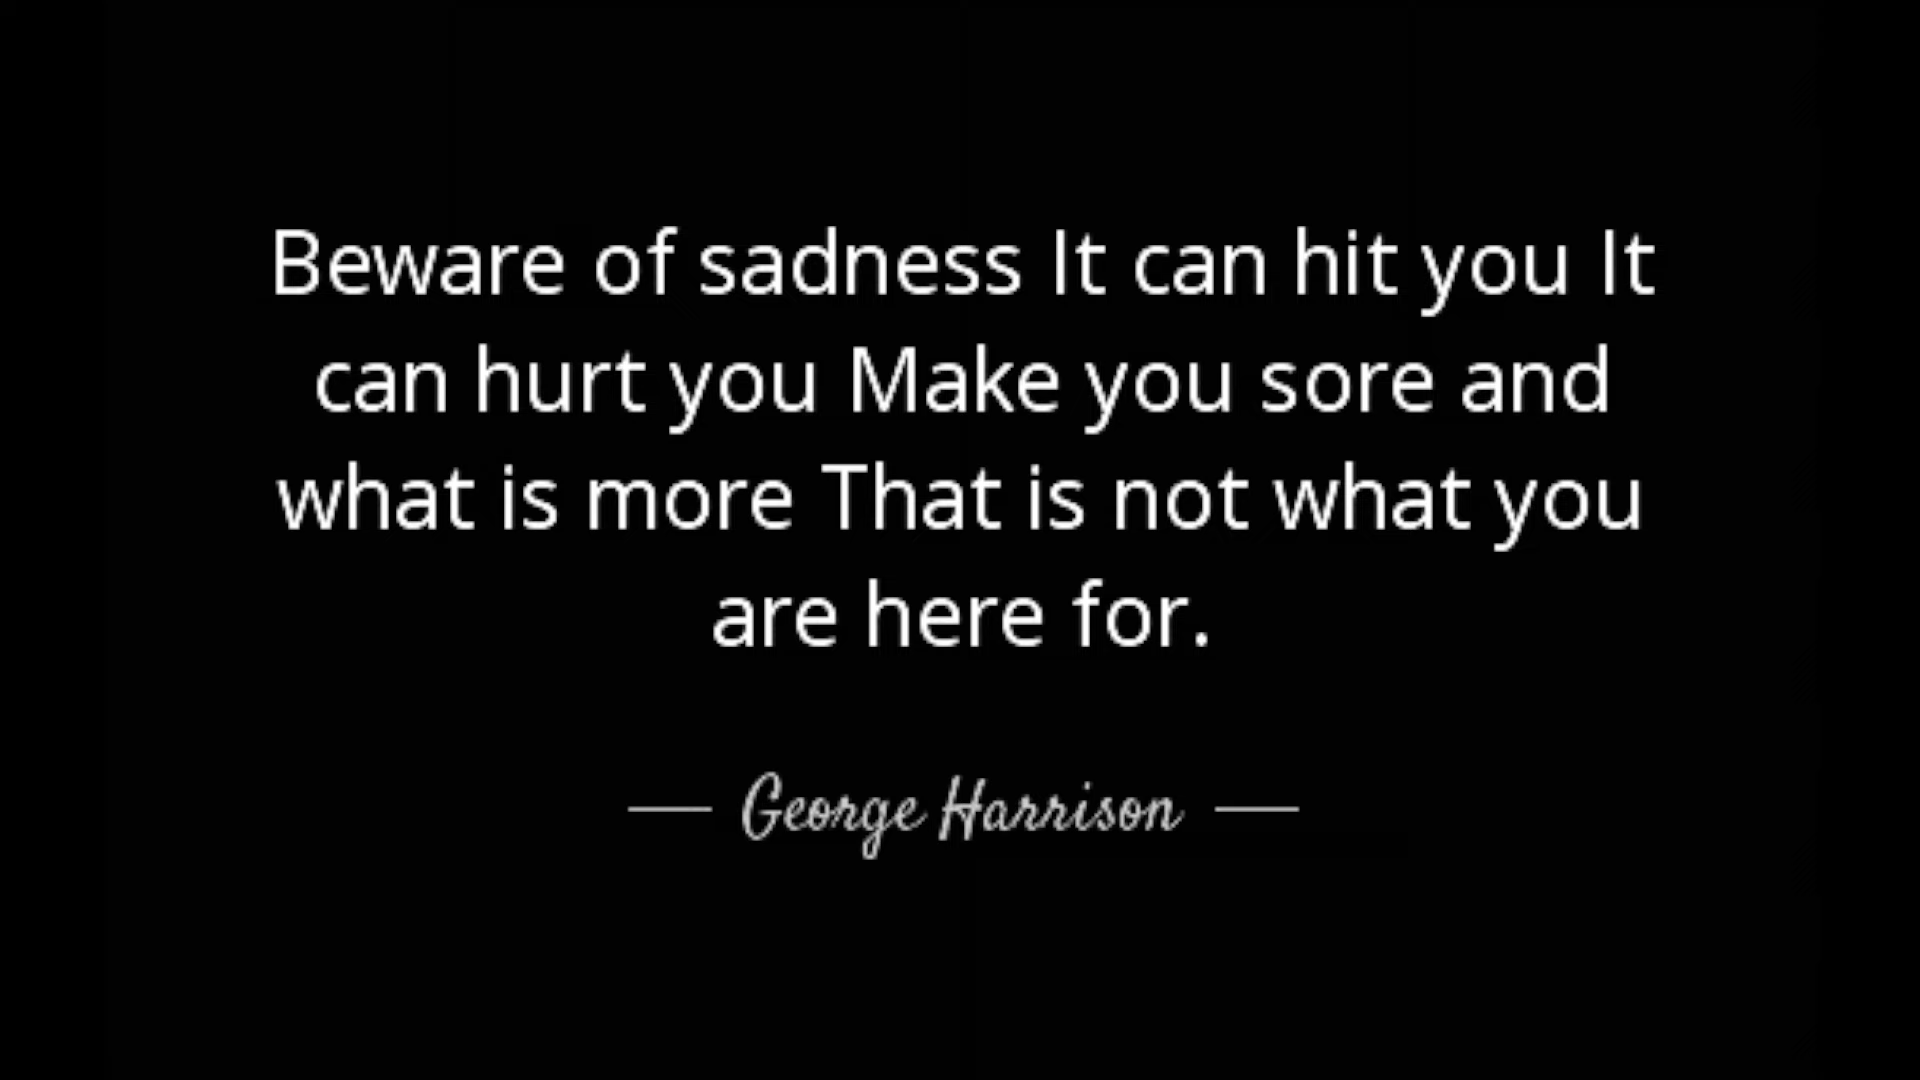 Beware of sadness It can hit you It
can hurt you Make you sore and
what is more That is not what you
are here for.
— George Harrison —